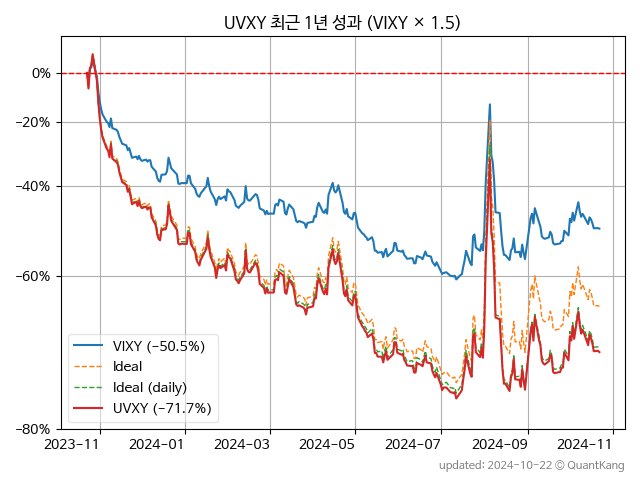 UVXY 최근 1년 성과 (VIXY × 1.5)
0%
−20%
−40%
−60%
−80%
VIXY (−50.5%)
Ideal
Ideal (daily)
UVXY (−71.7%)
2023-11
2024-01
2024-03
2024-05
2024-07
2024-09
2024-11
updated: 2024-10-22 © QuantKang